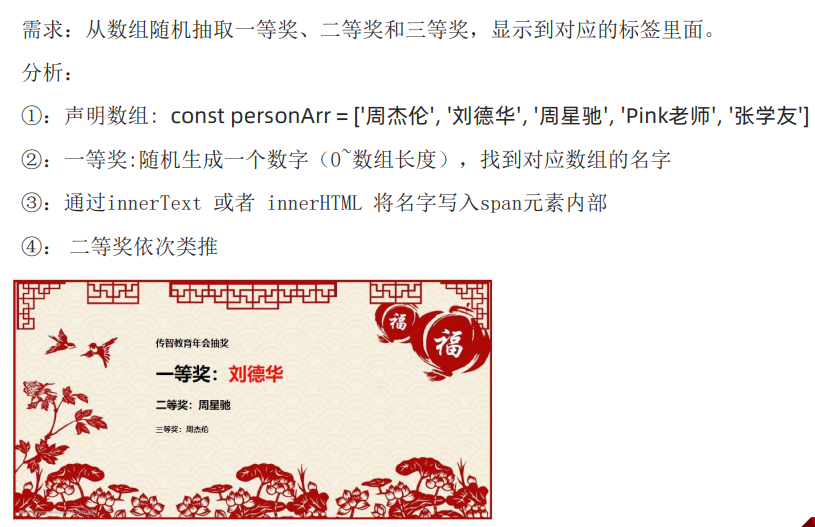 需求：从数组随机抽取一等奖、二等奖和三等奖，显示到对应的标签里面。
分析：
①：声明数组: const personArr = ['周杰伦', '刘德华', '周星驰', 'Pink老师', '张学友']
②：一等奖:随机生成一个数字（0~数组长度），找到对应数组的名字
③：通过innerText 或者 innerHTML 将名字写入span元素内部
④： 二等奖依次类推
福
福
传智教育年会抽奖
一等奖：刘德华
二等奖：周星驰
三等奖：周杰伦